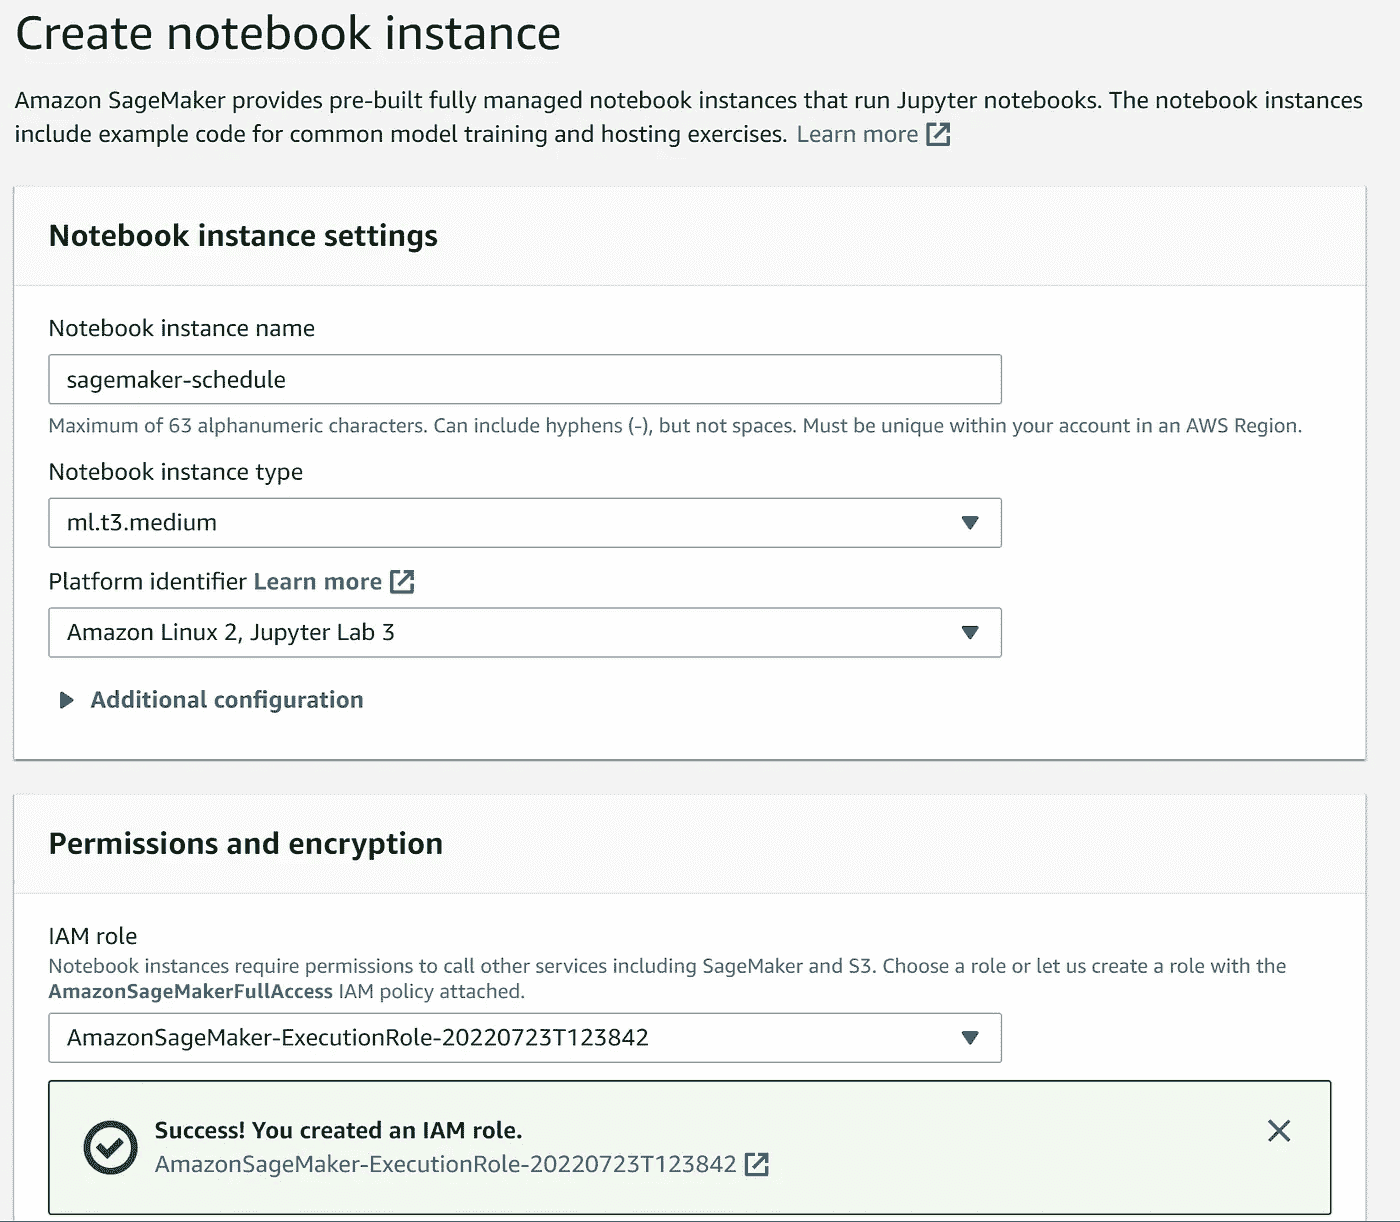 Create notebook instance
Amazon SageMaker provides pre-built fully managed notebook instances that run Jupyter notebooks. The notebook instances
include example code for common model training and hosting exercises. Learn more
Notebook instance settings
Notebook instance name
sagemaker-schedule
Maximum of 63 alphanumeric characters. Can include hyphens (-), but not spaces. Must be unique within your account in an AWS Region.
Notebook instance type
ml.t3.medium
Platform identifier Learn more
Amazon Linux 2, Jupyter Lab 3
Additional configuration
Permissions and encryption
IAM role
Notebook instances require permissions to call other services including SageMaker and S3. Choose a role or let us create a role with the
AmazonSageMakerFullAccess IAM policy attached.
AmazonSageMaker-ExecutionRole-20220723T123842
Success! You created an IAM role.
AmazonSageMaker-ExecutionRole-20220723T123842